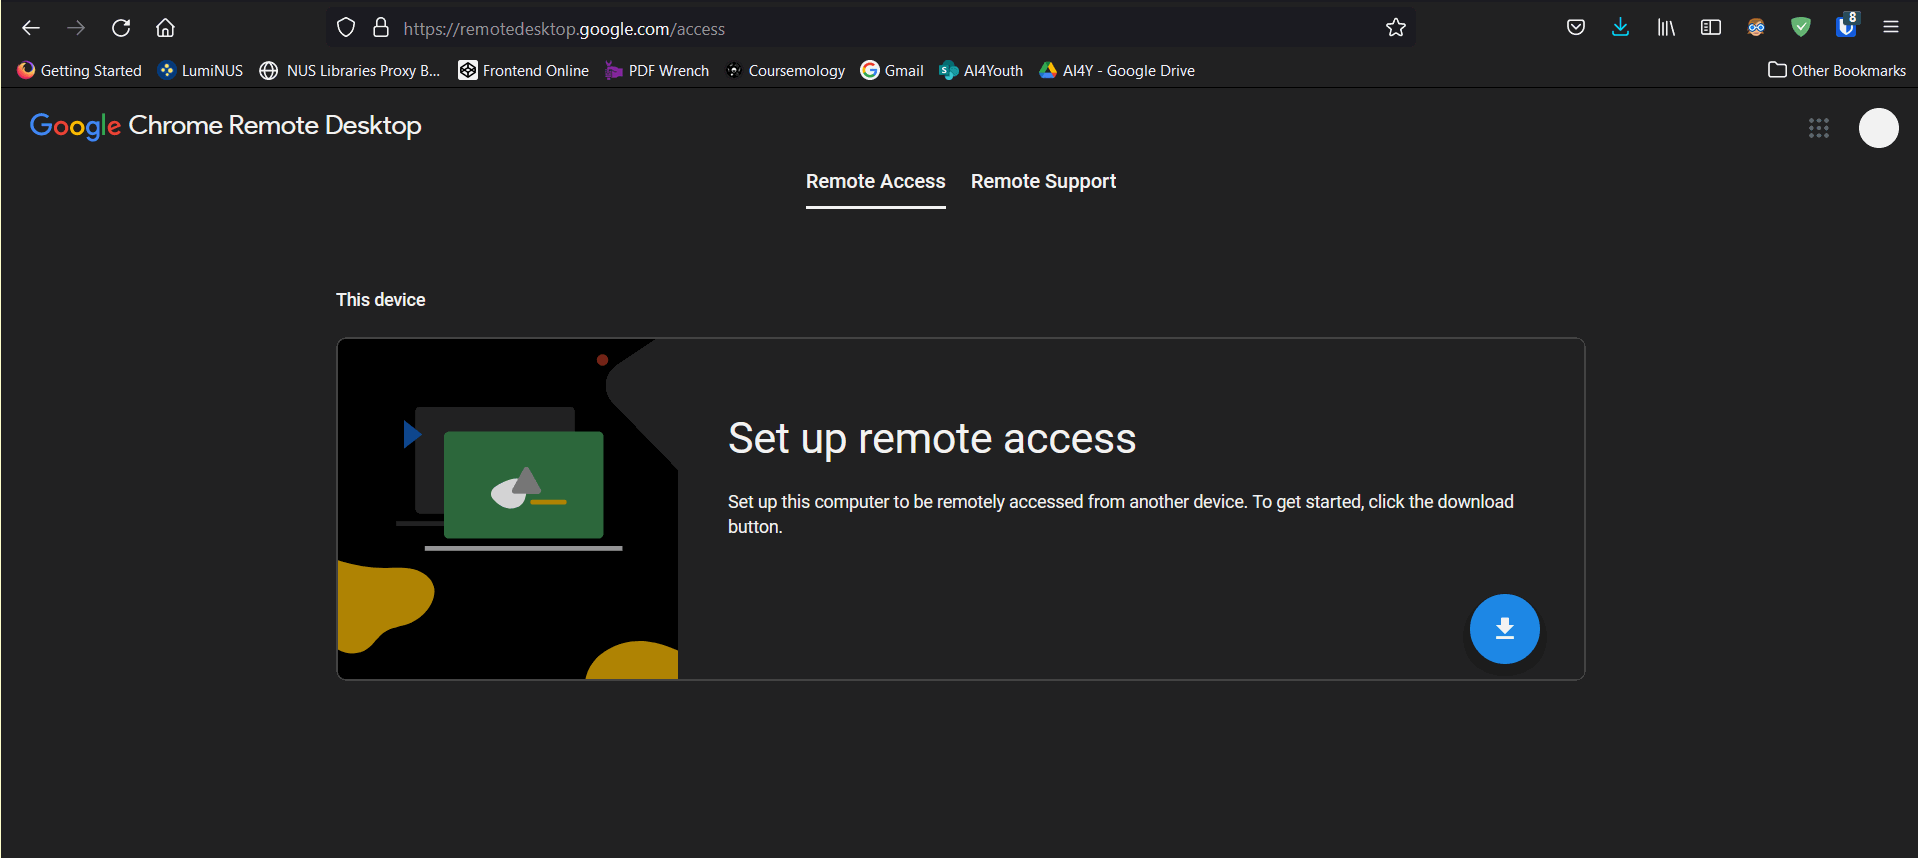 https://remotedesktop.google.com/access
8
Getting Started LumiNUS NUS Libraries Proxy B... Frontend Online PDF Wrench Coursemology Gmail AI4Youth AI4Y - Google Drive Other Bookmarks
Google Chrome Remote Desktop
Remote Access Remote Support
This device
Set up remote access
Set up this computer to be remotely accessed from another device. To get started, click the download
button.